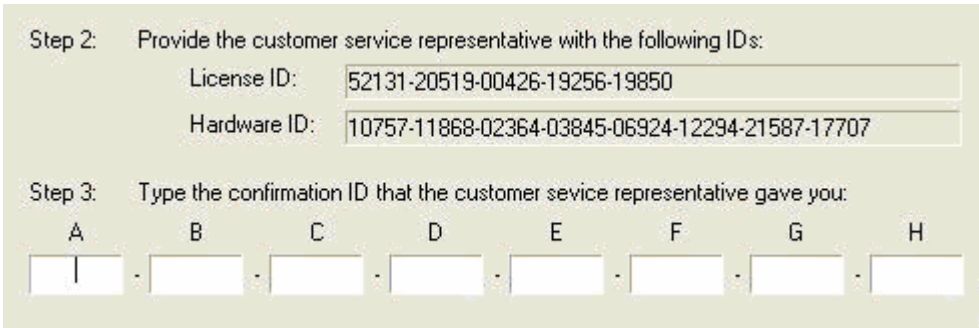 Step 2: Provide the customer service representative with the following IDs:
License ID: 52131-20519-00426-19256-19850
Hardware ID: 10757-11868-02364-03845-06924-12294-21587-17707
Step 3: Type the confirmation ID that the customer sevice representative gave you:
A B C D E F G H
- - - - - - -